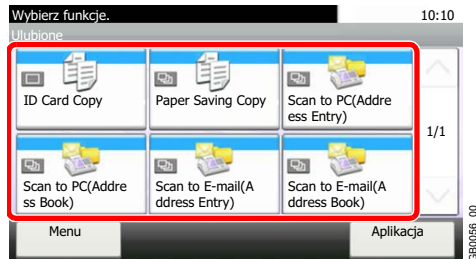 Wybierz funkcje.
10:10
Ulubione
ID Card Copy
Paper Saving Copy
Scan to PC(Addre
ess Entry)
1/1
Scan to PC(Addre
ss Book)
Scan to E-mail(A
ddress Entry)
Scan to E-mail(A
ddress Book)
Menu
Aplikacja
GB0056_00